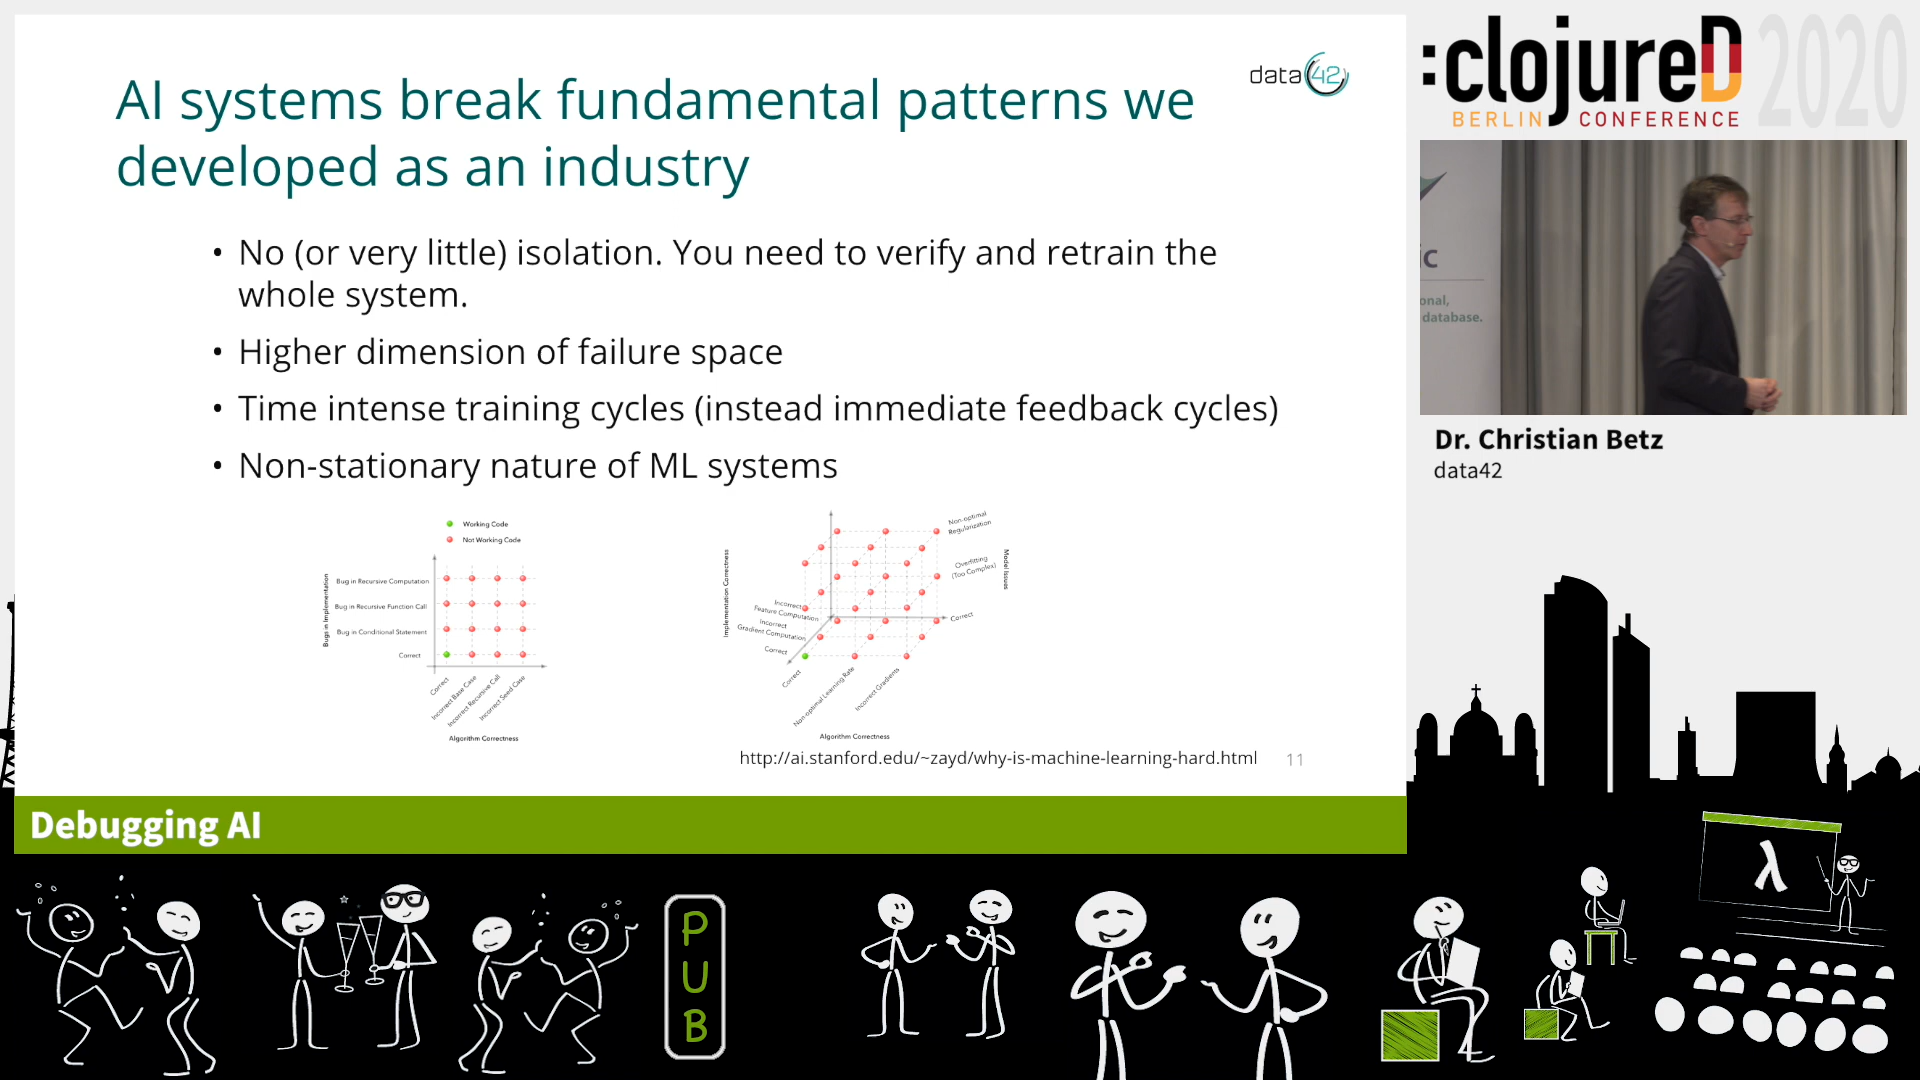 AI systems break fundamental patterns we
developed as an industry
data 42
• No (or very little) isolation. You need to verify and retrain the
whole system.
• Higher dimension of failure space
• Time intense training cycles (instead immediate feedback cycles)
• Non-stationary nature of ML systems
Working Code
Not Working Code
Bugs in Implementation
Bug in Recursive Computation
Bug in Recursive Function Call
Bug in Conditional Statement
Correct
Correct
Incorrect Base Case
Incorrect Recursive Call
Incorrect Seed Case
Algorithm Correctness
Implementation Correctness
Incorrect
Feature Computation
Incorrect
Gradient Computation
Correct
Non-optimal
Regularization
Overfitting
(Too Complex)
Correct
Model Issues
Correct
Non-optimal Learning Rate
Incorrect Gradients
Algorithm Correctness
http://ai.stanford.edu/~zayd/why-is-machine-learning-hard.html
11
Debugging AI
:clojureD 2020
BERLIN CONFERENCE
ic
onal,
database.
Dr. Christian Betz
data42
λ
PUB